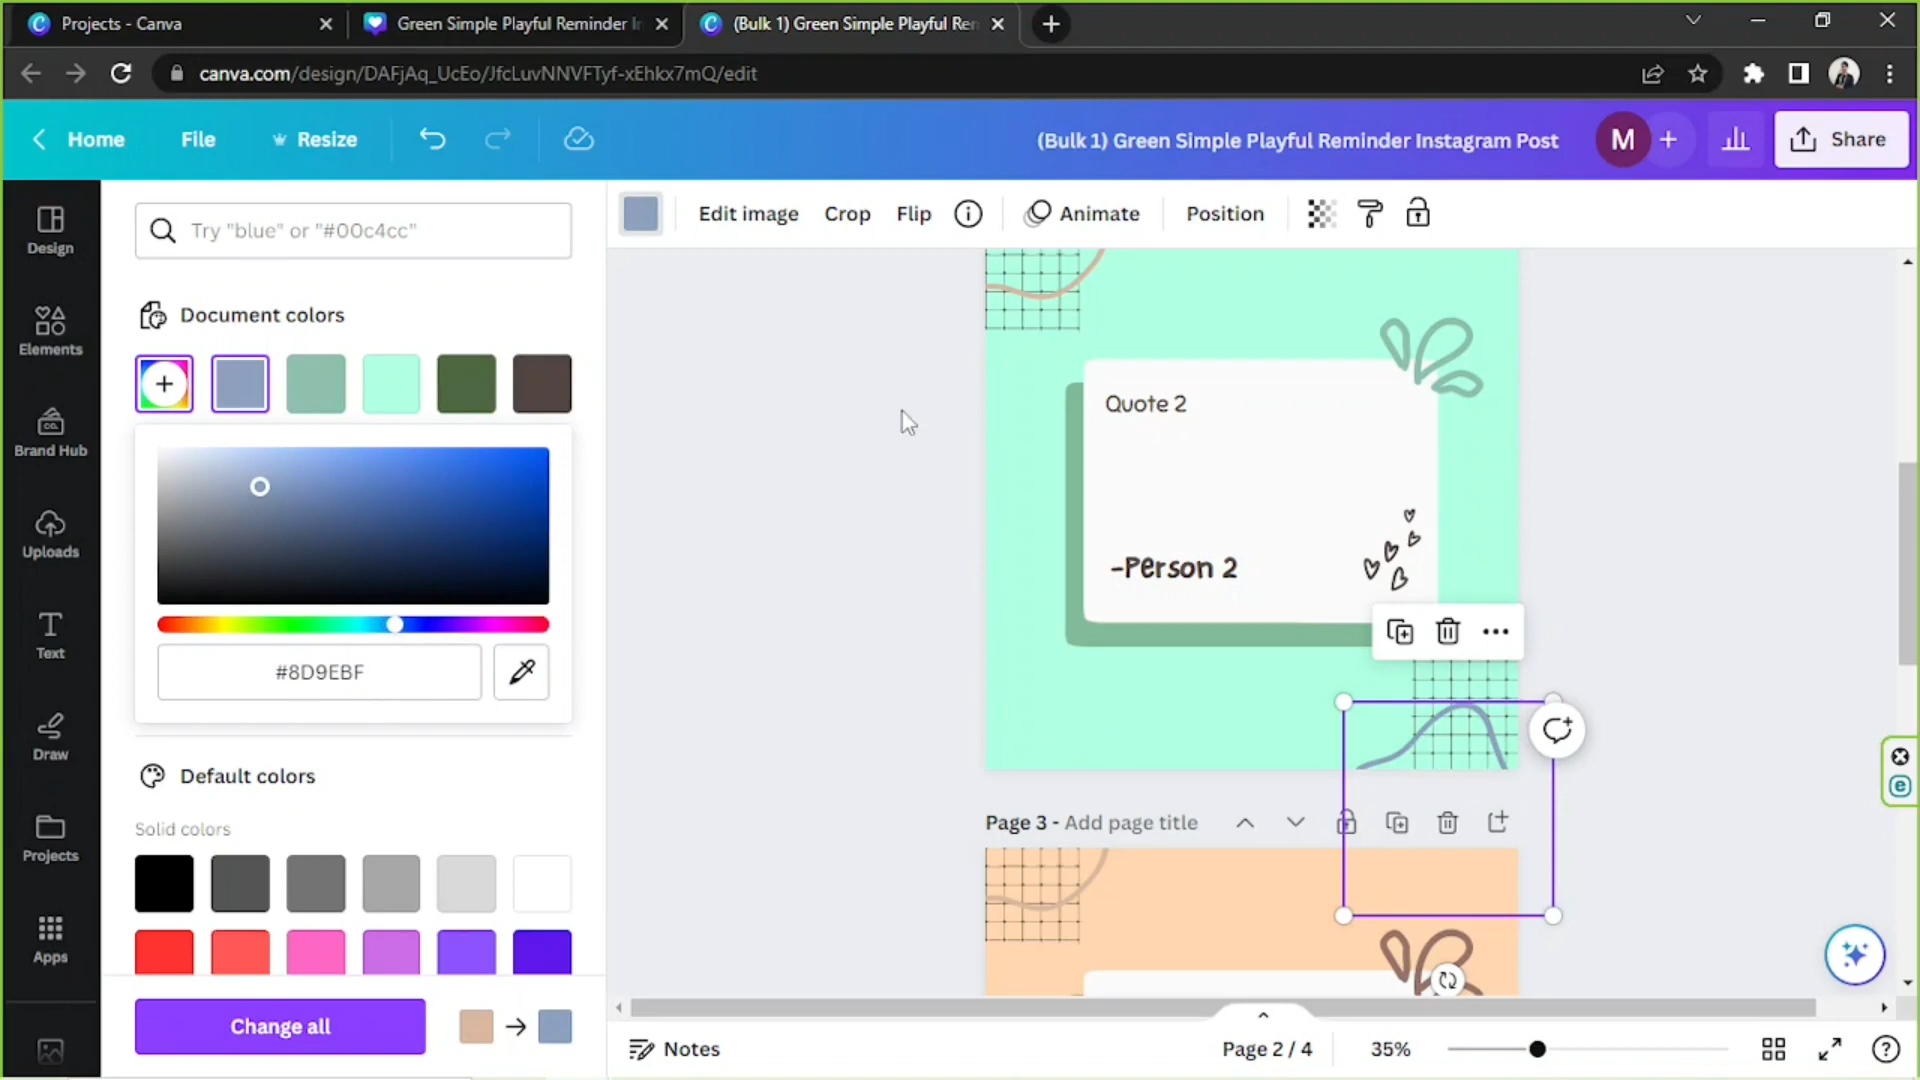 Projects - Canva
Green Simple Playful Reminder I
(Bulk 1) Green Simple Playful Ren
canva.com/design/DAFjAq_UcEo/JfcLuvNNVFTyf-xEhkx7mQ/edit
Home
File
Resize
(Bulk 1) Green Simple Playful Reminder Instagram Post
M
Share
Design
Elements
Brand Hub
Uploads
Text
Draw
Projects
Apps
Try "blue" or "#00c4cc"
Document colors
#8D9EBF
Default colors
Solid colors
Change all
Edit image
Crop
Flip
Animate
Position
Quote 2
-Person 2
Page 3 - Add page title
Notes
Page 2 / 4
35%